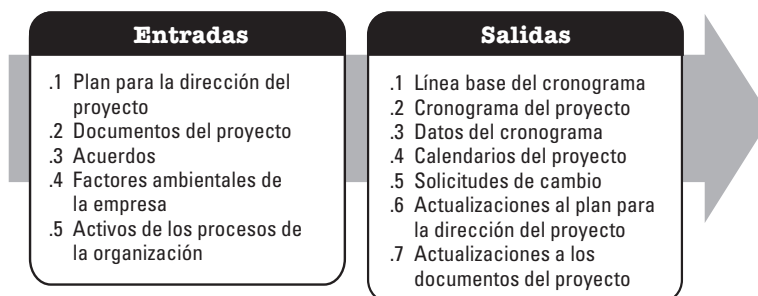 Entradas
.1 Plan para la dirección del
proyecto
.2 Documentos del proyecto
.3 Acuerdos
.4 Factores ambientales de
la empresa
.5 Activos de los procesos de
la organización
Salidas
.1 Línea base del cronograma
.2 Cronograma del proyecto
.3 Datos del cronograma
.4 Calendarios del proyecto
.5 Solicitudes de cambio
.6 Actualizaciones al plan para
la dirección del proyecto
.7 Actualizaciones a los
documentos del proyecto